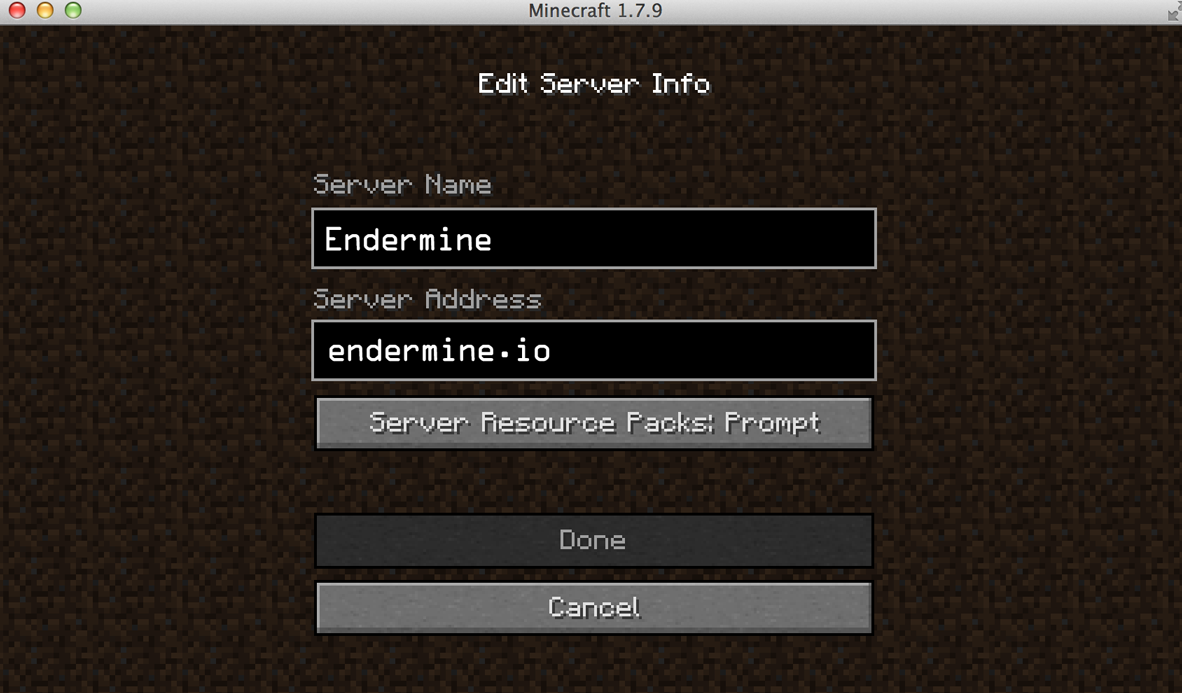 Minecraft 1.7.9
Edit Server Info
Server Name
Endermine
Server Address
endermine.io
Server Resource Packs: Prompt
Done
Cancel